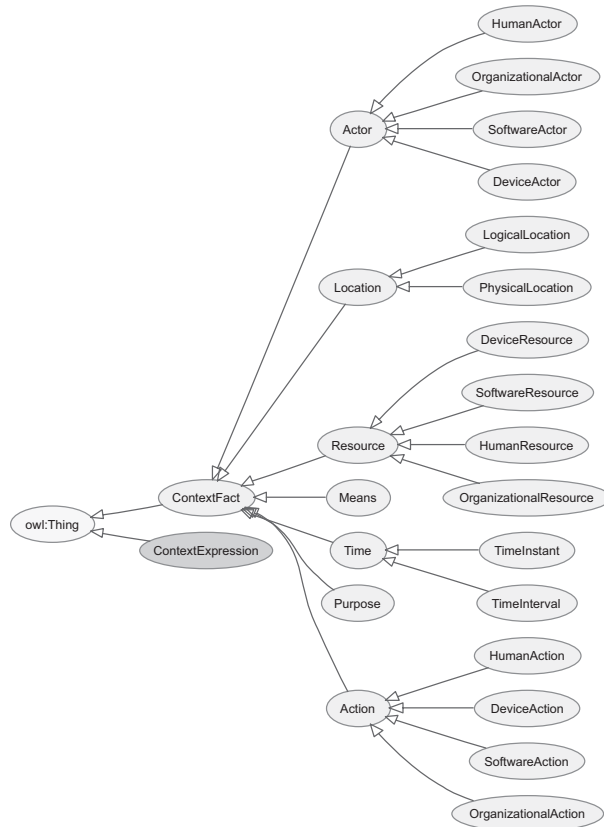 HumanActor
OrganizationalActor
Actor
SoftwareActor
DeviceActor
LogicalLocation
Location
PhysicalLocation
DeviceResource
SoftwareResource
Resource
HumanResource
OrganizationalResource
ContextFact
Means
owl:Thing
ContextExpression
Time
TimeInstant
Purpose
TimeInterval
HumanAction
Action
DeviceAction
SoftwareAction
OrganizationalAction